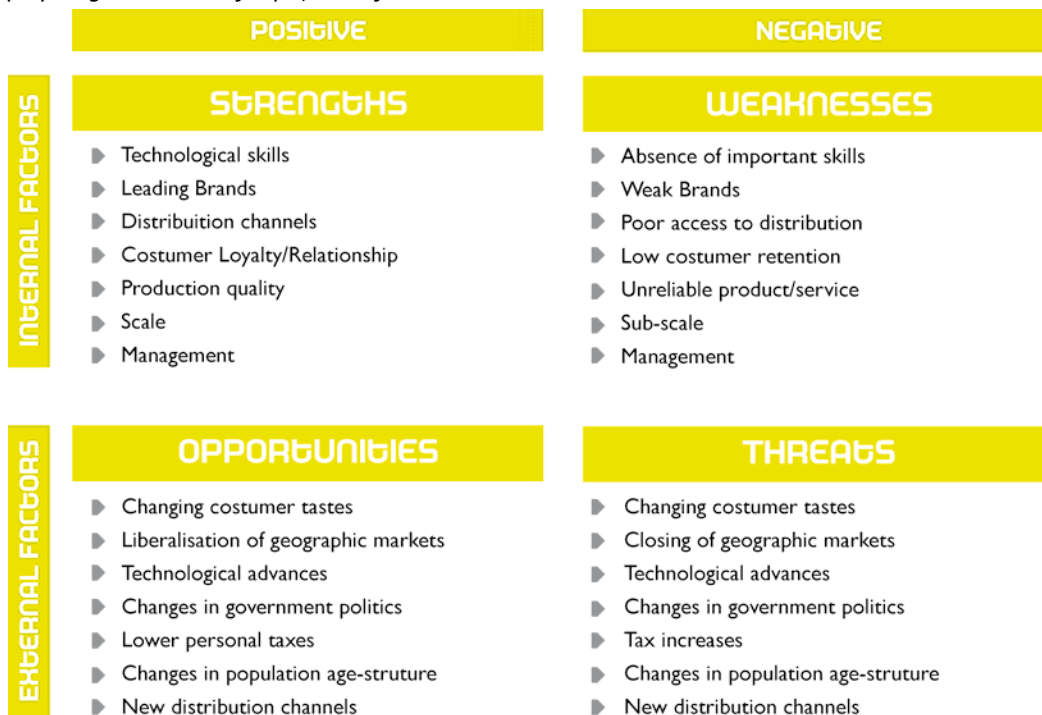 POSITIVE
NEGATIVE
INTERNAL FACTORS
STRENGTHS
Technological skills
Leading Brands
Distribuition channels
Costumer Loyalty/Relationship
Production quality
Scale
Management
WEAKNESSES
Absence of important skills
Weak Brands
Poor access to distribution
Low costumer retention
Unreliable product/service
Sub-scale
Management
EXTERNAL FACTORS
OPPORTUNITIES
Changing costumer tastes
Liberalisation of geographic markets
Technological advances
Changes in government politics
Lower personal taxes
Changes in population age-struture
New distribution channels
THREATS
Changing costumer tastes
Closing of geographic markets
Technological advances
Changes in government politics
Tax increases
Changes in population age-struture
New distribution channels